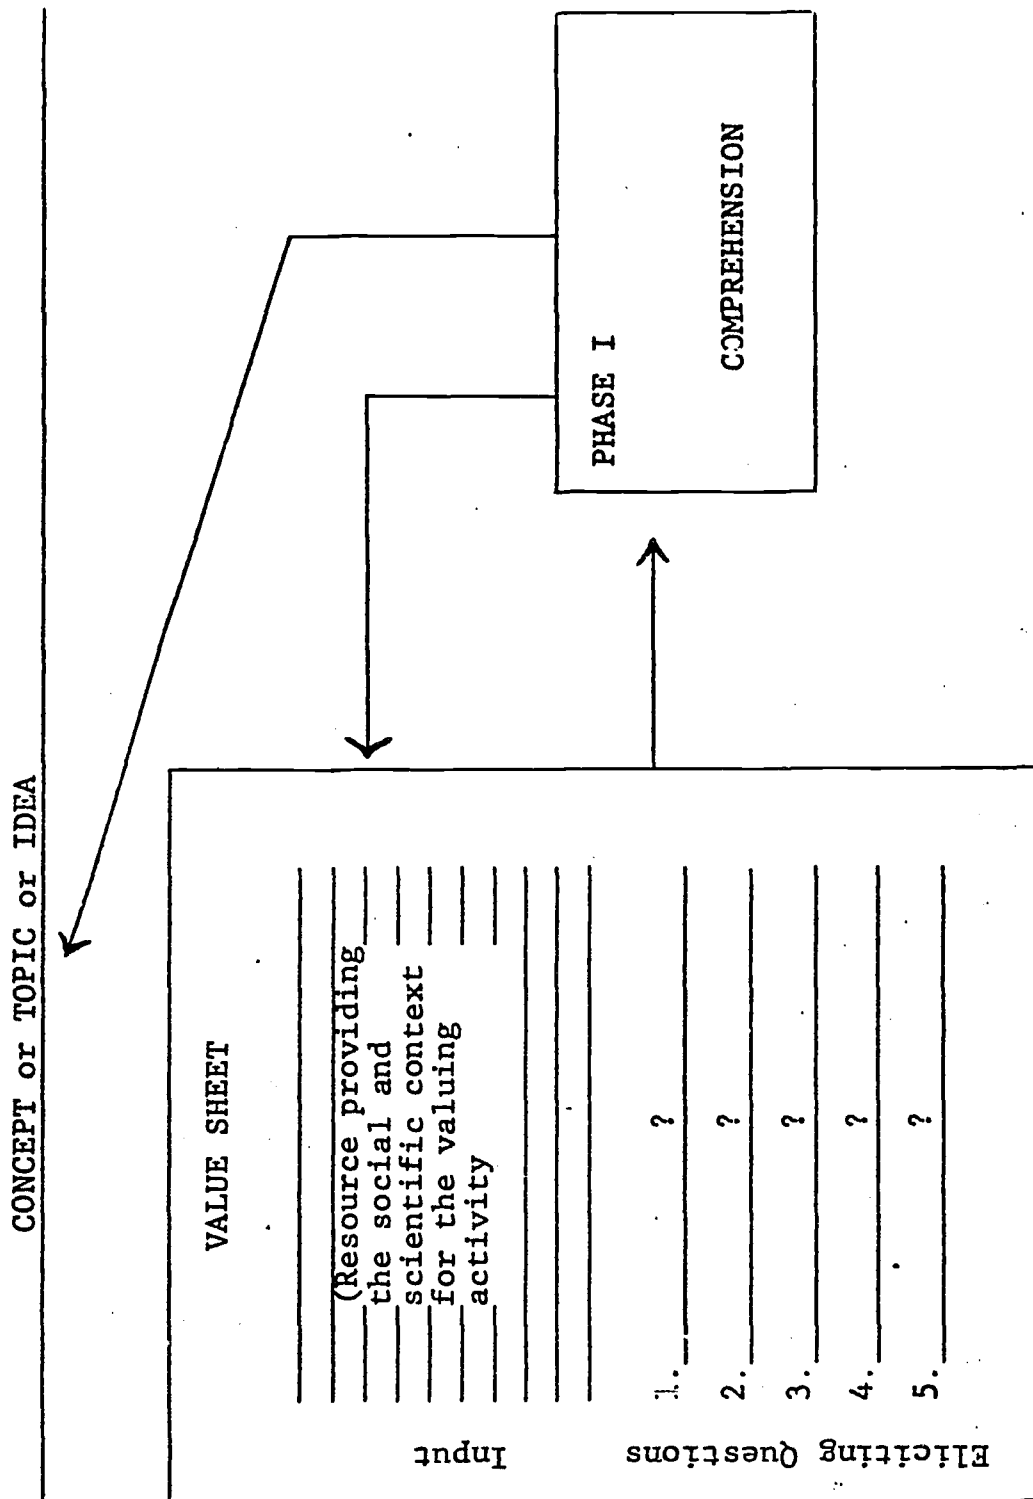 CONCEPT or TOPIC or IDEA
VALUE SHEET
Input
(Resource providing
the social and
scientific context
for the valuing
activity
Eliciting Questions
1. ?
2. ?
3. ?
4. ?
5. ?
PHASE I
COMPREHENSION